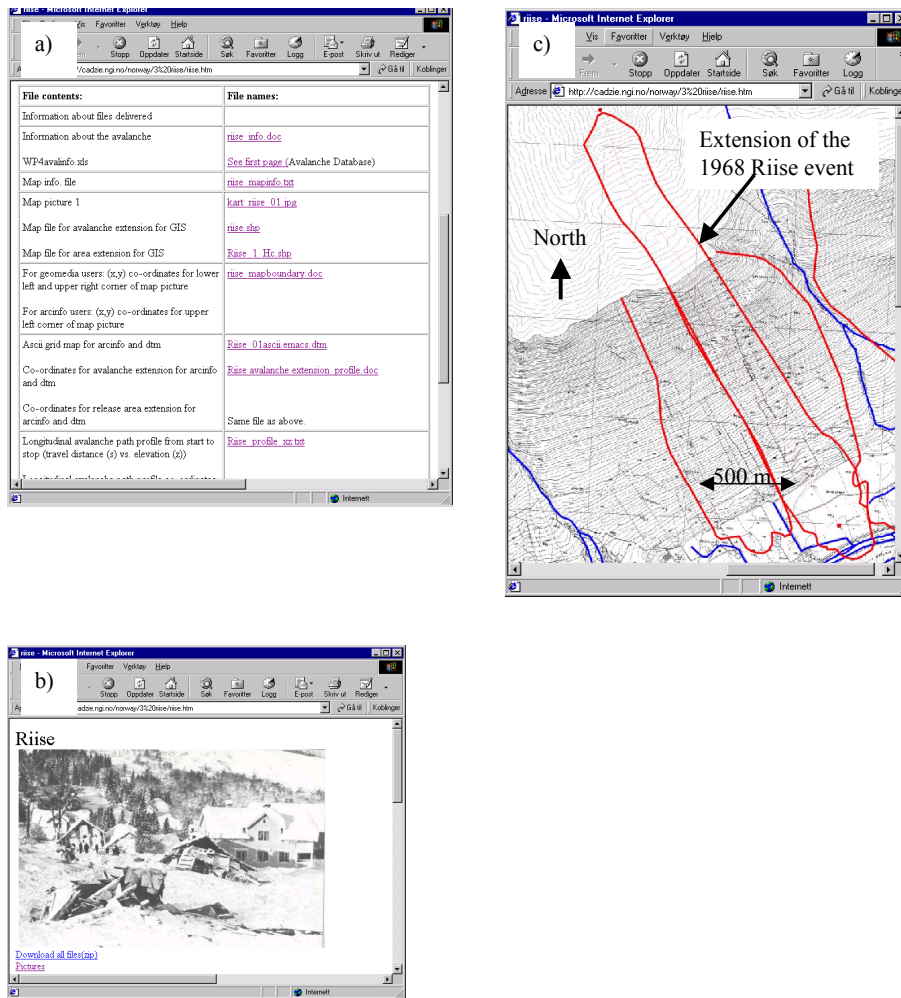 riise - Microsoft Internet Explorer
a)
Favoritter Verktøy Hjelp
Stopp Oppdater Startside Søk Favoritter Logg E-post Skriv ut Rediger
//cadzie.ngi.no/norway/3%20riise/riise.htm Gå til Koblinger
File contents: File names:
Information about files delivered
Information about the avalanche riise_info.doc
WP4avalinfo.xls See first page (Avalanche Database)
Map info. file riise_mapinfo.txt
Map picture 1 kart_riise_01.jpg
Map file for avalanche extension for GIS riise.shp
Map file for area extension for GIS Riise_1_Hc.shp
For geomedia users: (x,y) co-ordinates for lower riise_mapboundary.doc
left and upper right corner of map picture
For arcinfo users: (x,y) co-ordinates for upper
left corner of map picture
Ascii grid map for arcinfo and dtm Riise_01ascii.emacs.dtm
Co-ordinates for avalanche extension for arcinfo Riise avalanche extension_profile.doc
and dtm
Co-ordinates for release area extension for
arcinfo and dtm Same file as above.
Longitudinal avalanche path profile from start to Riise_profile_xz.txt
stop (travel distance (s) vs. elevation (z))
Internett
riise - Microsoft Internet Explorer
c)
Vis Favoritter Verktøy Hjelp
Frem Stopp Oppdater Startside Søk Favoritter Logg
Adresse http://cadzie.ngi.no/norway/3%20riise/riise.htm Gå til Koblinge
Extension of the
1968 Riise event
North
500 m
Internett
riise - Microsoft Internet Explorer
b)
Favoritter Verktøy Hjelp
Stopp Oppdater Startside Søk Favoritter Logg E-post Skriv ut Rediger
adzie.ngi.no/norway/3%20riise/riise.htm Gå til Koblinger
Riise
Download all files(zip)
Pictures
Internett